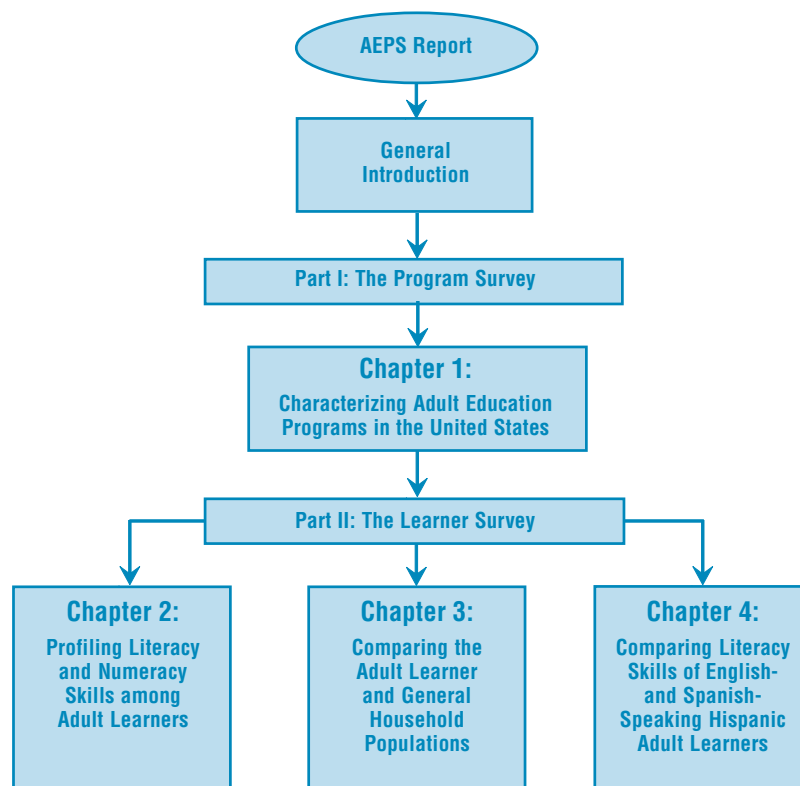 AEPS Report
General
Introduction
Part I: The Program Survey
Chapter 1:
Characterizing Adult Education
Programs in the United States
Part II: The Learner Survey
Chapter 2:
Profiling Literacy
and Numeracy
Skills among
Adult Learners
Chapter 3:
Comparing the
Adult Learner
and General
Household
Populations
Chapter 4:
Comparing Literacy
Skills of English-
and Spanish-
Speaking Hispanic
Adult Learners